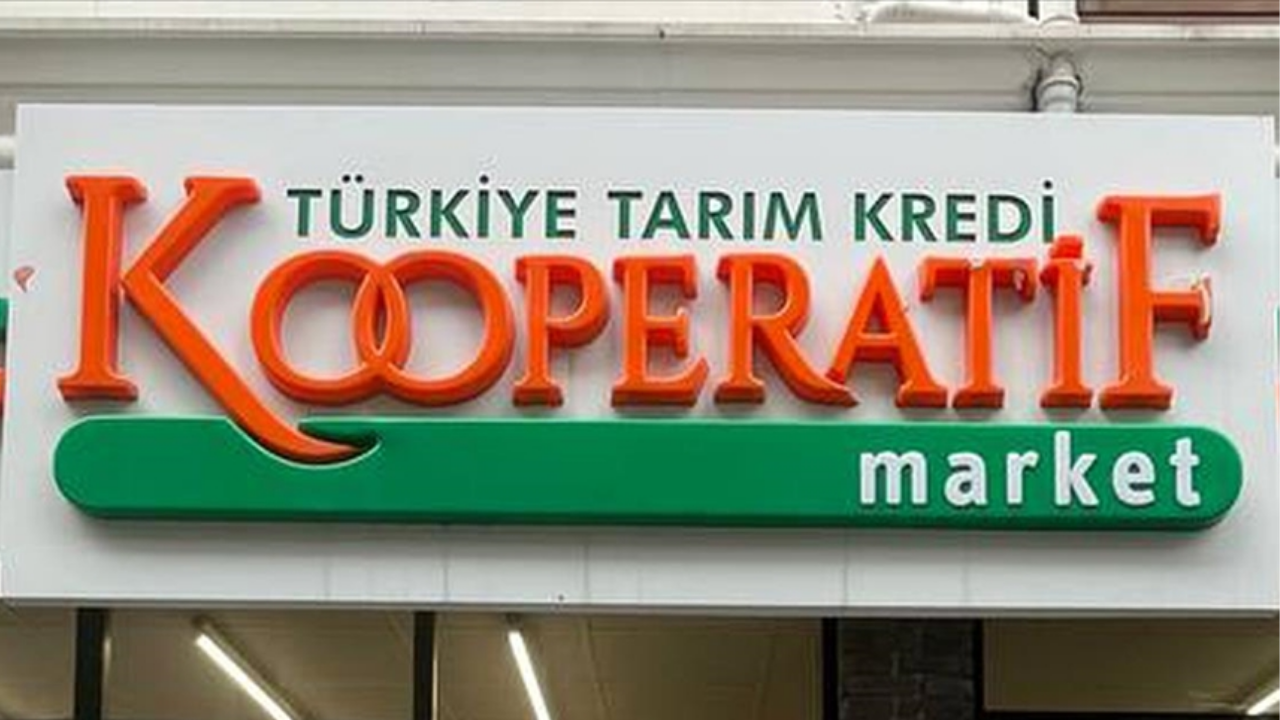 TÜRKİYE TARIM KREDİ
KOOPERATİF
market